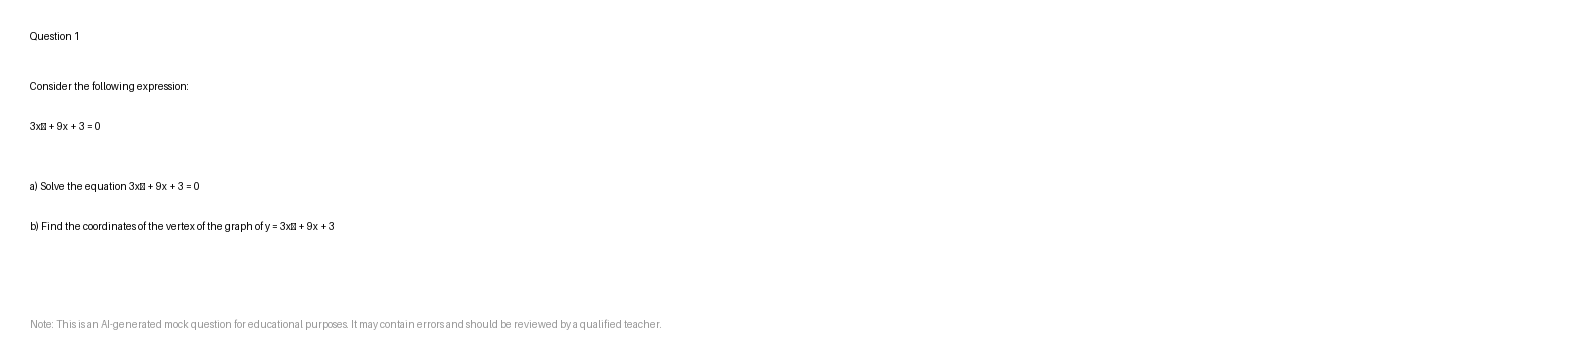 Question 1
Consider the following expression:
3x� + 9x + 3 = 0
a) Solve the equation 3x� + 9x + 3 = 0
b) Find the coordinates of the vertex of the graph of y = 3x� + 9x + 3
Note: This is an AI-generated mock question for educational purposes. It may contain errors and should be reviewed by a qualified teacher.